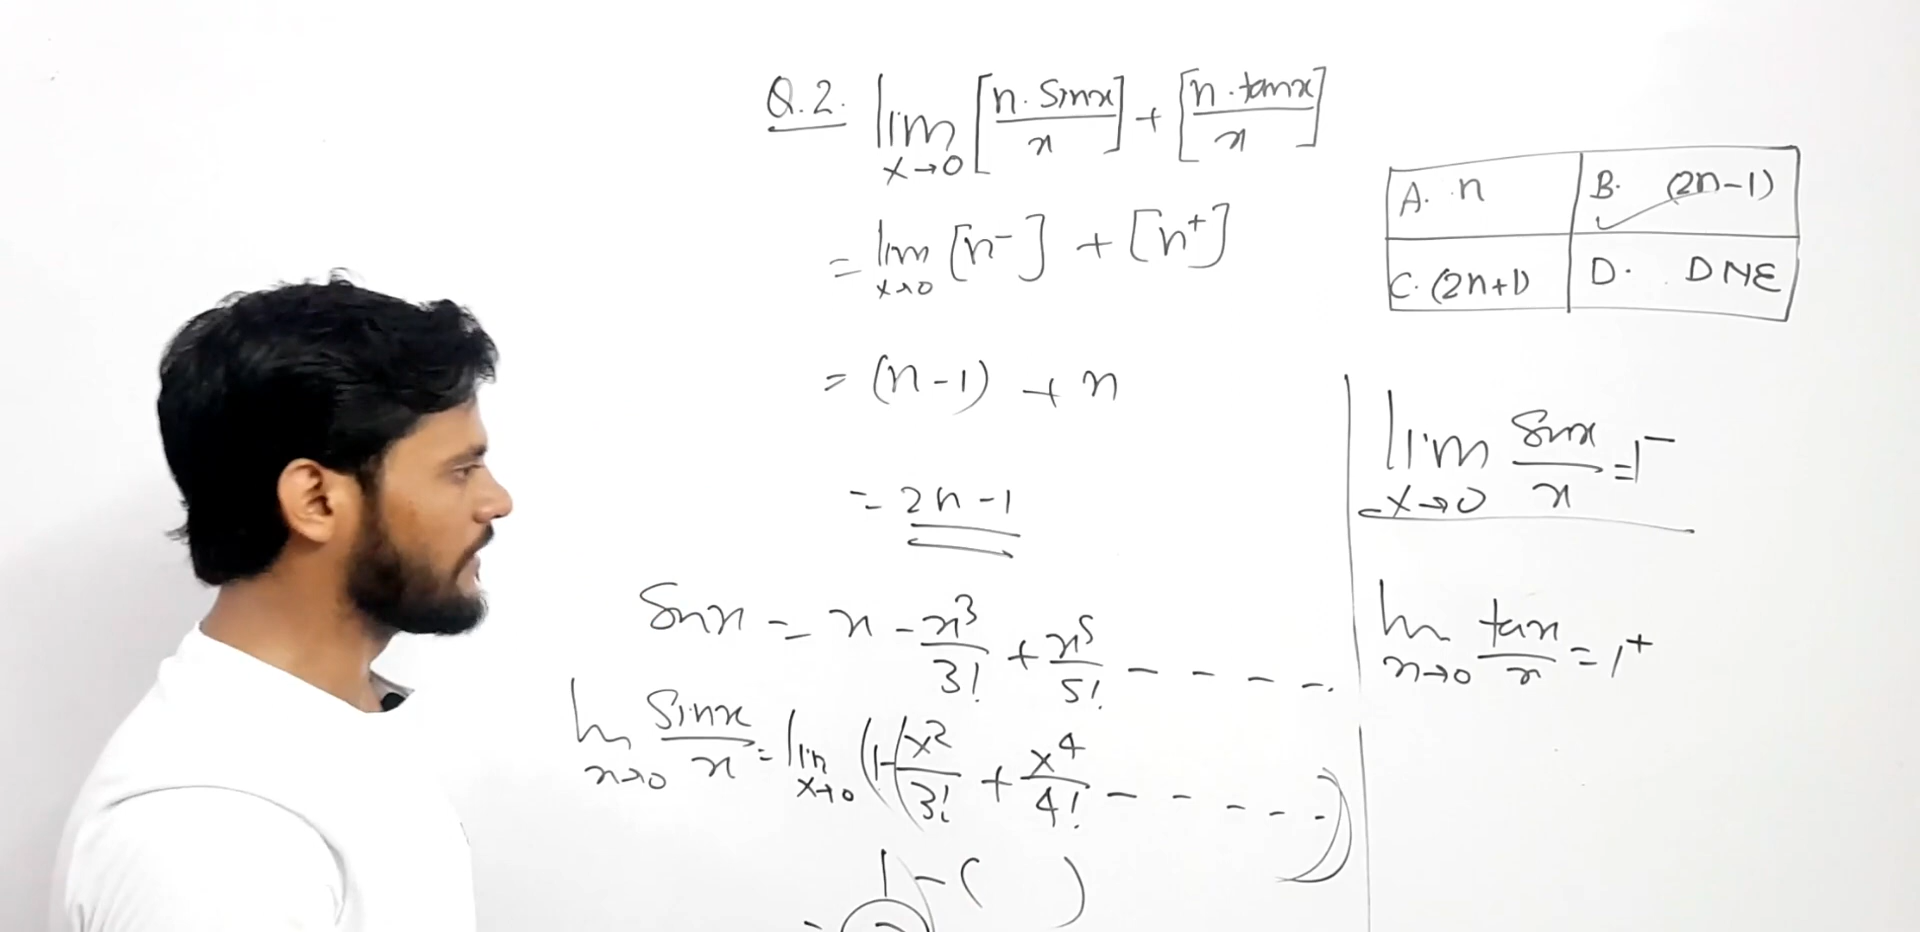 Q.2. lim x→0 [n·sinx/x] + [n·tanx/x]
= lim x→0 [n⁻] + [n⁺]
= (n-1) + n
= 2n-1
A. n
B. (2n-1) ✓
C. (2n+1)
D. DNE
lim x→0 sinx/x = 1⁻
lim x→0 tanx/x = 1⁺
Sinx = x - x³/3! + x⁵/5! - - - -.
lim x→0 sinx/x = lim x→0 (1-(x²/3! + x⁴/4! - - - - -)
1-( )